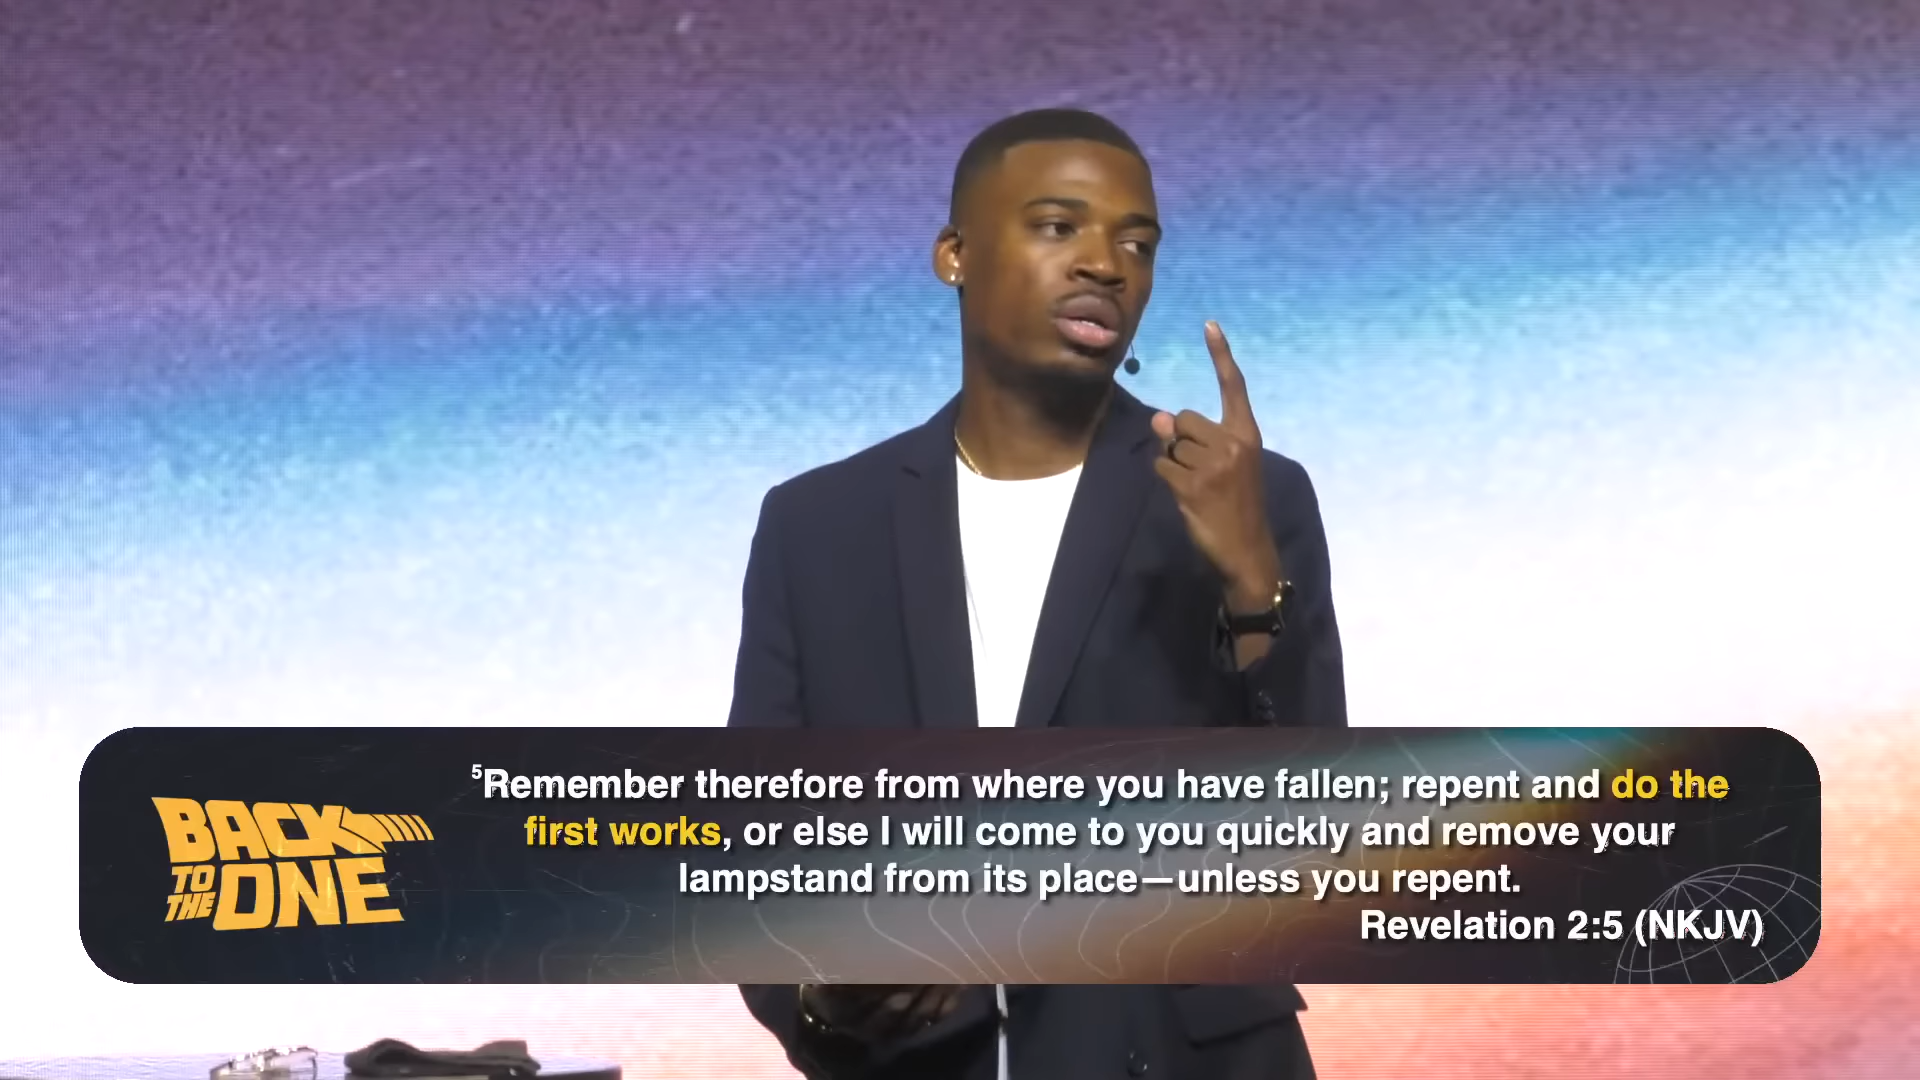 BACK
TO THE ONE
⁵Remember therefore from where you have fallen; repent and do the
first works, or else I will come to you quickly and remove your
lampstand from its place—unless you repent.
Revelation 2:5 (NKJV)